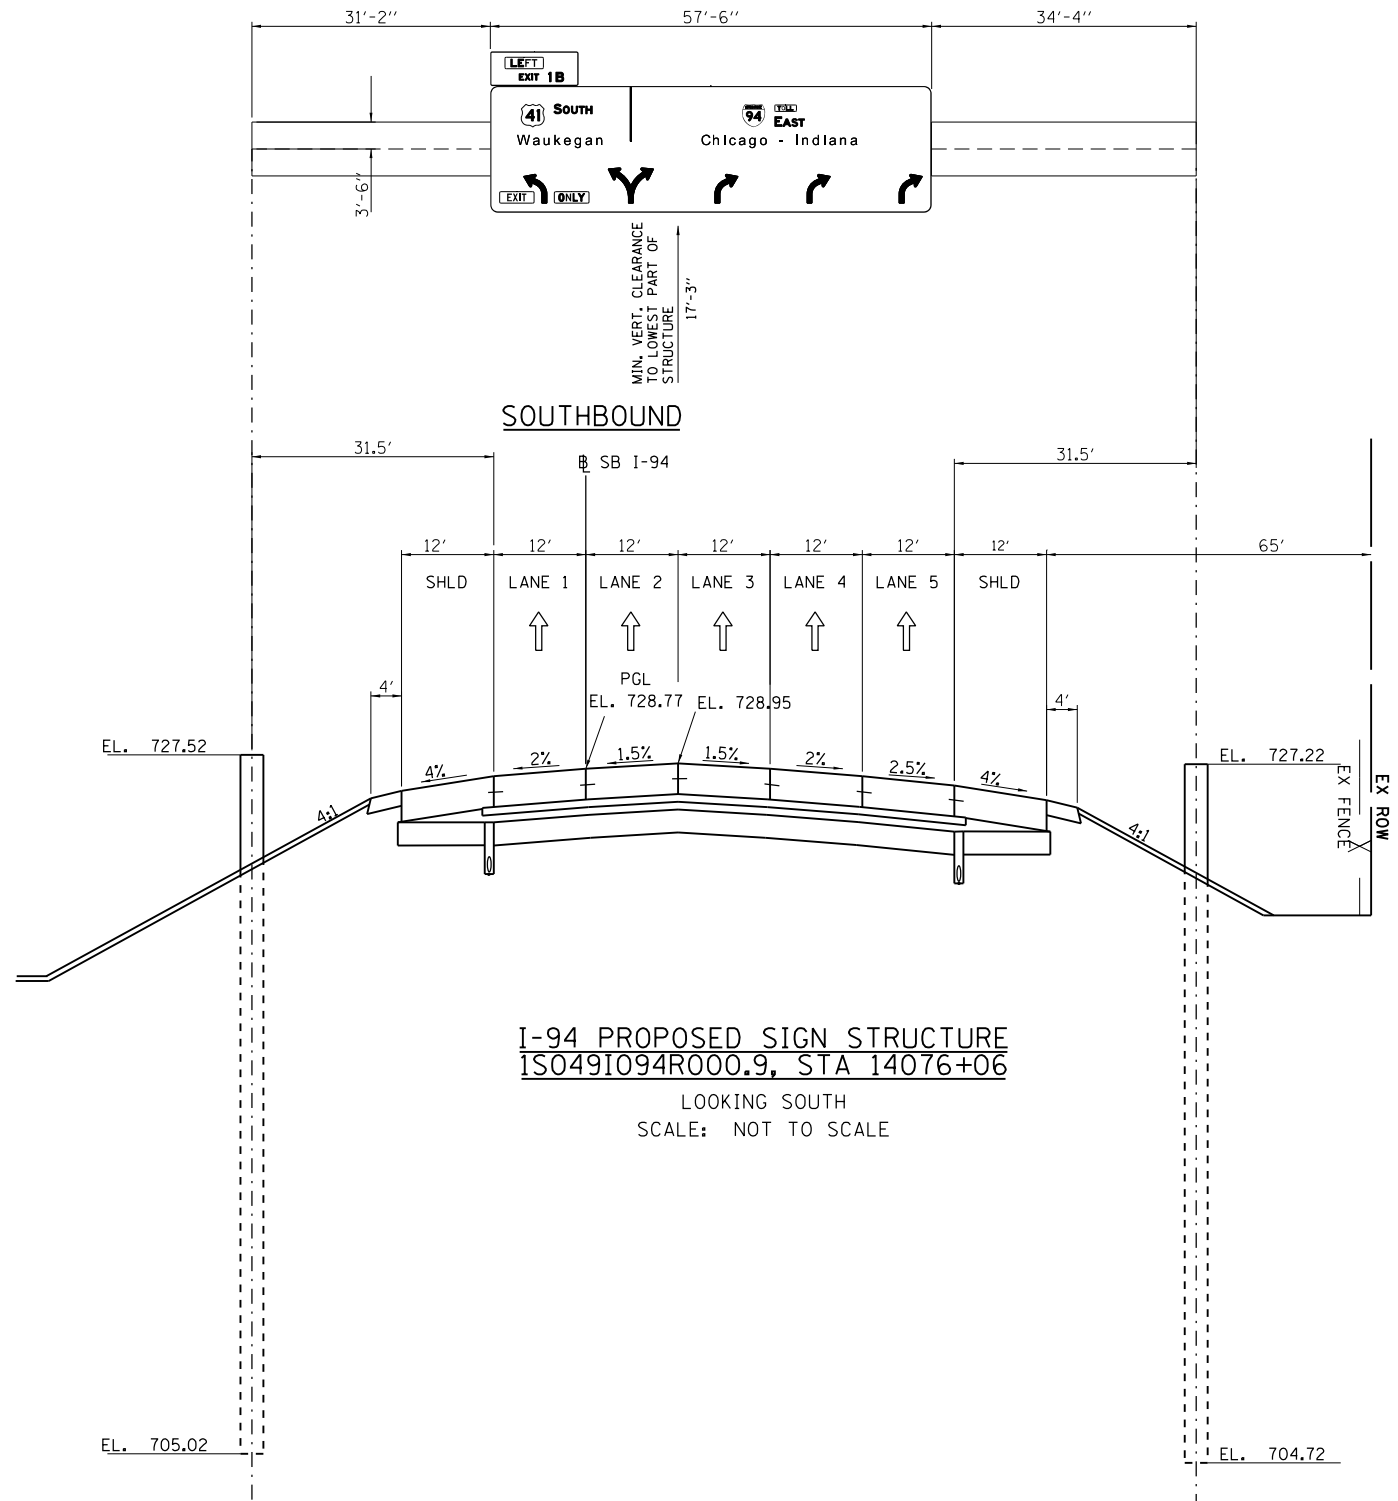 31'-2''
57'-6''
34'-4''
LEFT
EXIT 1B
41 SOUTH
Waukegan
94 TOLL
EAST
Chicago - Indiana
EXIT ONLY
3'-6''
MIN. VERT. CLEARANCE
TO LOWEST PART OF
STRUCTURE
17'-3''
SOUTHBOUND
31.5'
31.5'
℄ SB I-94
12'
12'
12'
12'
12'
12'
12'
65'
SHLD
LANE 1
LANE 2
LANE 3
LANE 4
LANE 5
SHLD
4'
PGL
EL. 728.77
EL. 728.95
4'
EL. 727.52
EL. 727.22
4%
2%
1.5%
1.5%
2%
2.5%
4%
4:1
4:1
EX FENCE
EX ROW
I-94 PROPOSED SIGN STRUCTURE
1S049I094R000.9, STA 14076+06
LOOKING SOUTH
SCALE: NOT TO SCALE
EL. 705.02
EL. 704.72